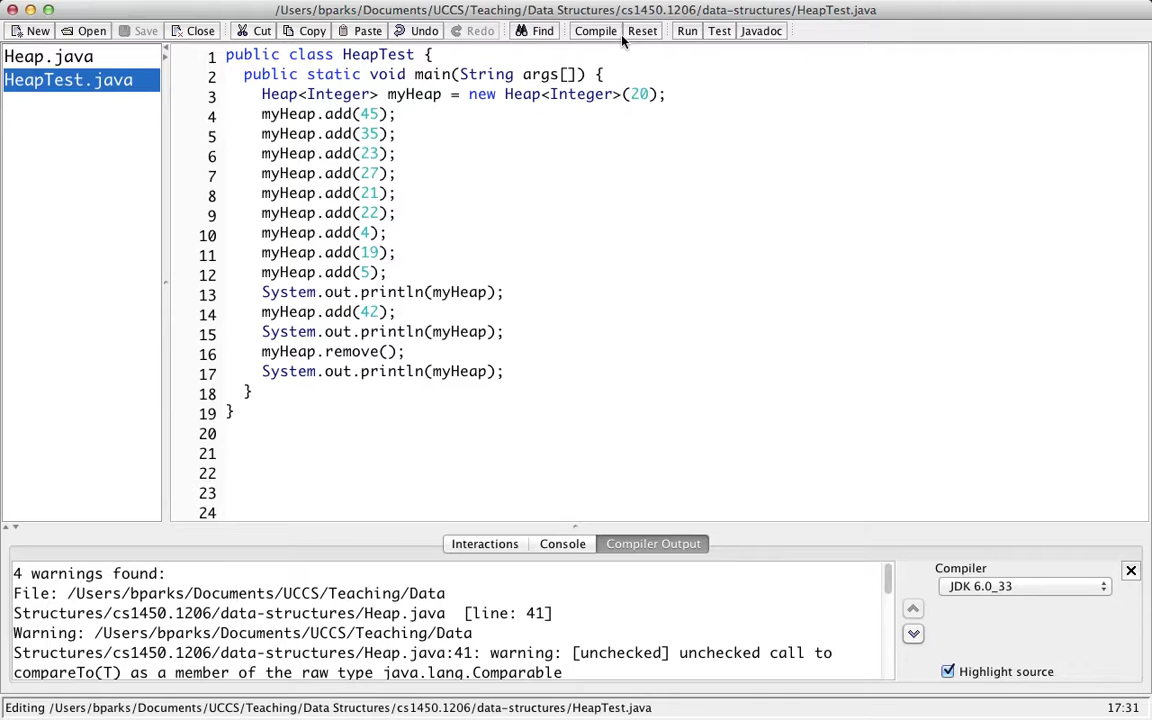 /Users/bparks/Documents/UCCS/Teaching/Data Structures/cs1450.1206/data-structures/HeapTest.java
New Open Save Close Cut Copy Paste Undo Redo Find Compile Reset Run Test Javadoc
Heap.java
HeapTest.java
1 public class HeapTest {
2 public static void main(String args[]) {
3 Heap<Integer> myHeap = new Heap<Integer>(20);
4 myHeap.add(45);
5 myHeap.add(35);
6 myHeap.add(23);
7 myHeap.add(27);
8 myHeap.add(21);
9 myHeap.add(22);
10 myHeap.add(4);
11 myHeap.add(19);
12 myHeap.add(5);
13 System.out.println(myHeap);
14 myHeap.add(42);
15 System.out.println(myHeap);
16 myHeap.remove();
17 System.out.println(myHeap);
18 }
19 }
20
21
22
23
24
Interactions Console Compiler Output
4 warnings found:
File: /Users/bparks/Documents/UCCS/Teaching/Data
Structures/cs1450.1206/data-structures/Heap.java [line: 41]
Warning: /Users/bparks/Documents/UCCS/Teaching/Data
Structures/cs1450.1206/data-structures/Heap.java:41: warning: [unchecked] unchecked call to
compareTo(T) as a member of the raw type java.lang.Comparable
Compiler
JDK 6.0_33
Highlight source
Editing /Users/bparks/Documents/UCCS/Teaching/Data Structures/cs1450.1206/data-structures/HeapTest.java 17:31